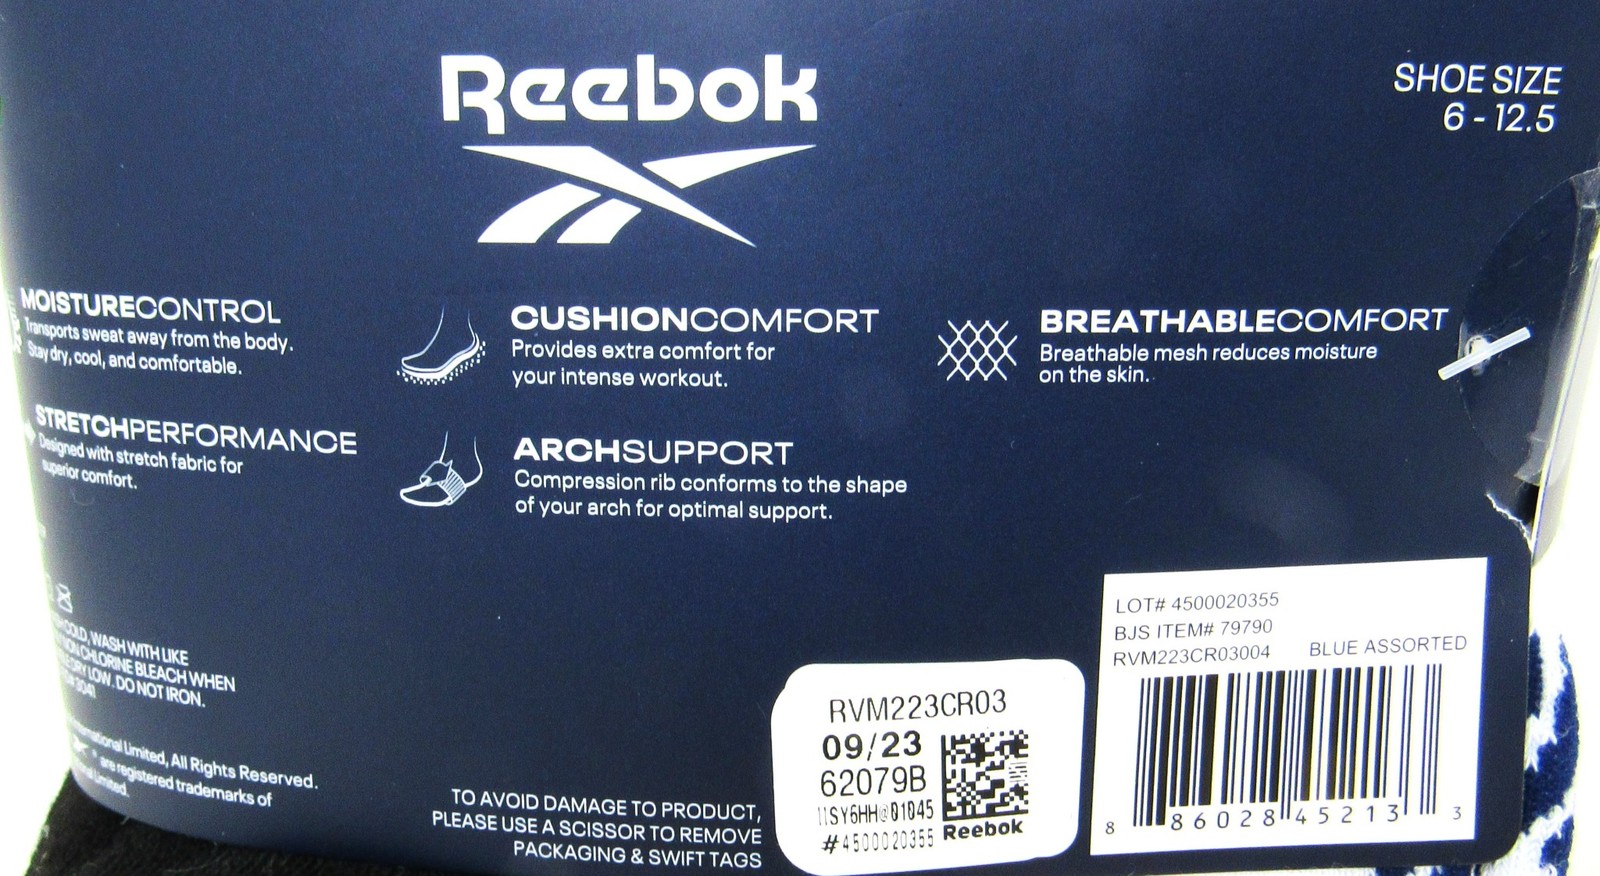 Reebok
SHOE SIZE
6 - 12.5
MOISTURECONTROL
Transports sweat away from the body.
Stay dry, cool, and comfortable.
CUSHIONCOMFORT
Provides extra comfort for
your intense workout.
BREATHABLECOMFORT
Breathable mesh reduces moisture
on the skin.
STRETCHPERFORMANCE
Designed with stretch fabric for
superior comfort.
ARCHSUPPORT
Compression rib conforms to the shape
of your arch for optimal support.
COLD, WASH WITH LIKE
NON CHLORINE BLEACH WHEN
DRY LOW. DO NOT IRON.
Limited, All Rights Reserved.
® are registered trademarks of
Limited.
TO AVOID DAMAGE TO PRODUCT,
PLEASE USE A SCISSOR TO REMOVE
PACKAGING & SWIFT TAGS
RVM223CR03
09/23
62079B
11SY6HH@01045
#4500020355
Reebok
LOT# 4500020355
BJS ITEM# 79790
RVM223CR03004 BLUE ASSORTED
8 86028 45213 3